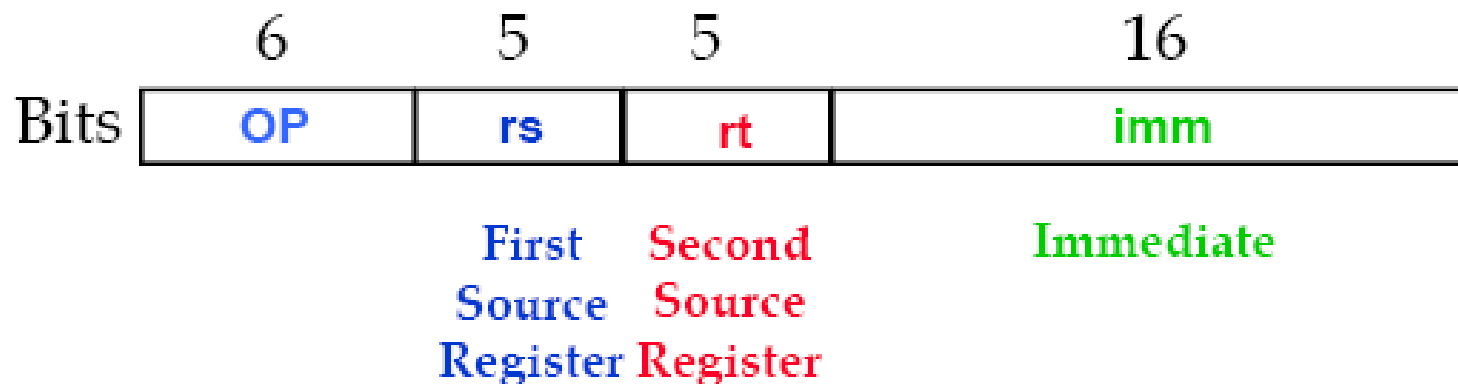 6 5 5 16
Bits OP rs rt imm
First Second Immediate
Source Source
Register Register